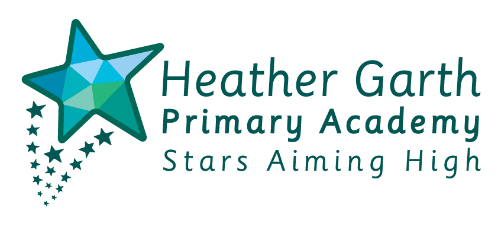 Heather Garth
Primary Academy
Stars Aiming High